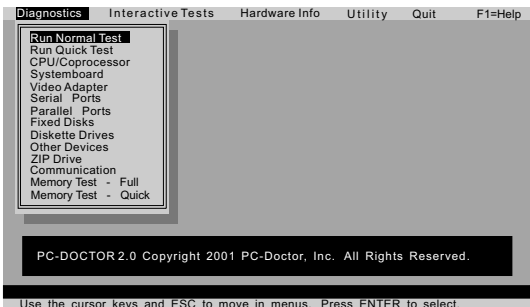 Diagnostics Interactive Tests Hardware Info Utility Quit F1=Help
Run Normal Test
Run Quick Test
CPU/Coprocessor
Systemboard
Video Adapter
Serial Ports
Parallel Ports
Fixed Disks
Diskette Drives
Other Devices
ZIP Drive
Communication
Memory Test - Full
Memory Test - Quick
PC-DOCTOR 2.0 Copyright 2001 PC-Doctor, Inc. All Rights Reserved.
Use the cursor keys and ESC to move in menus. Press ENTER to select.